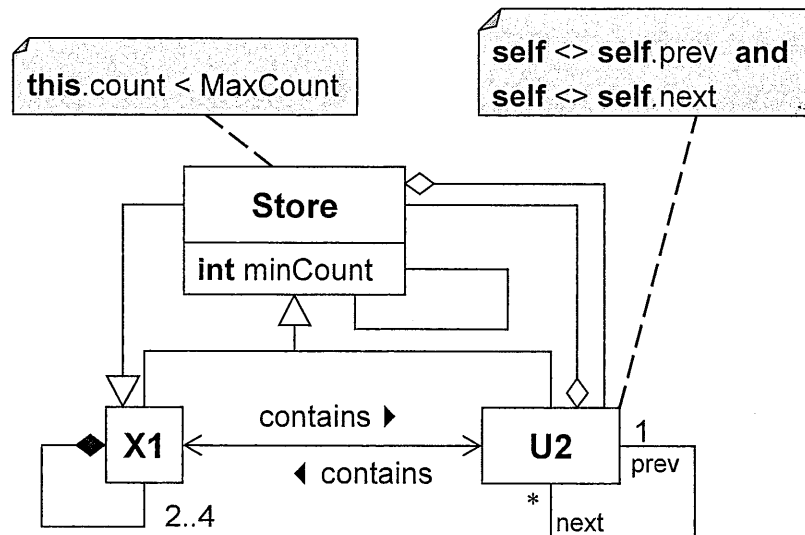 this.count < MaxCount
self <> self.prev and
self <> self.next
Store
int minCount
contains ▶
◀ contains
X1
U2
1
prev
2..4
*
next